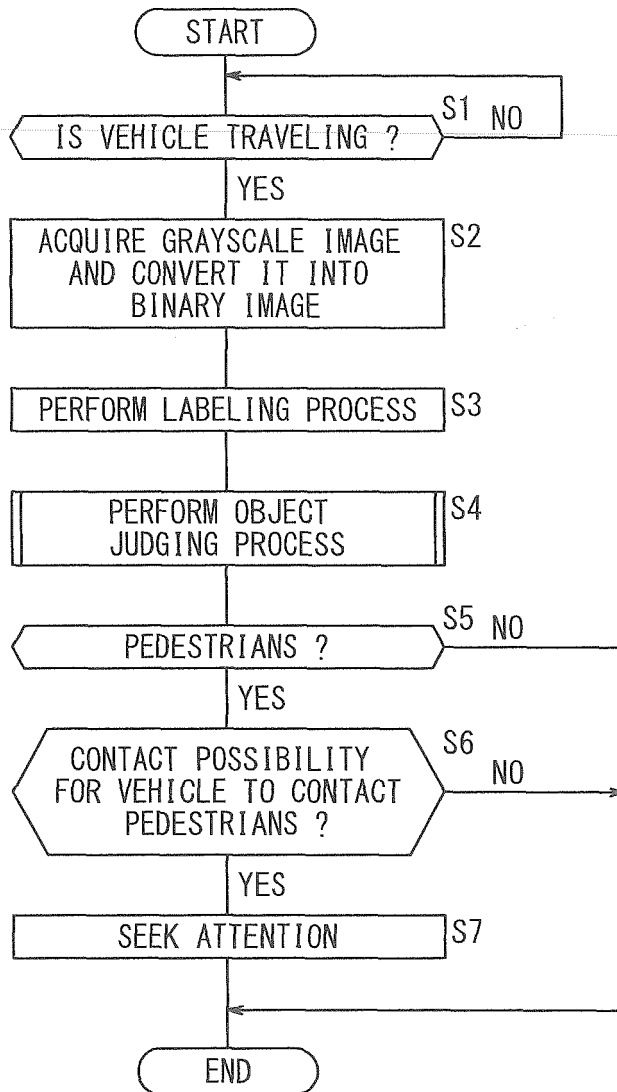 START
IS VEHICLE TRAVELING ?
S1
NO
YES
ACQUIRE GRAYSCALE IMAGE
AND CONVERT IT INTO
BINARY IMAGE
S2
PERFORM LABELING PROCESS
S3
PERFORM OBJECT
JUDGING PROCESS
S4
PEDESTRIANS ?
S5
NO
YES
CONTACT POSSIBILITY
FOR VEHICLE TO CONTACT
PEDESTRIANS ?
S6
NO
YES
SEEK ATTENTION
S7
END